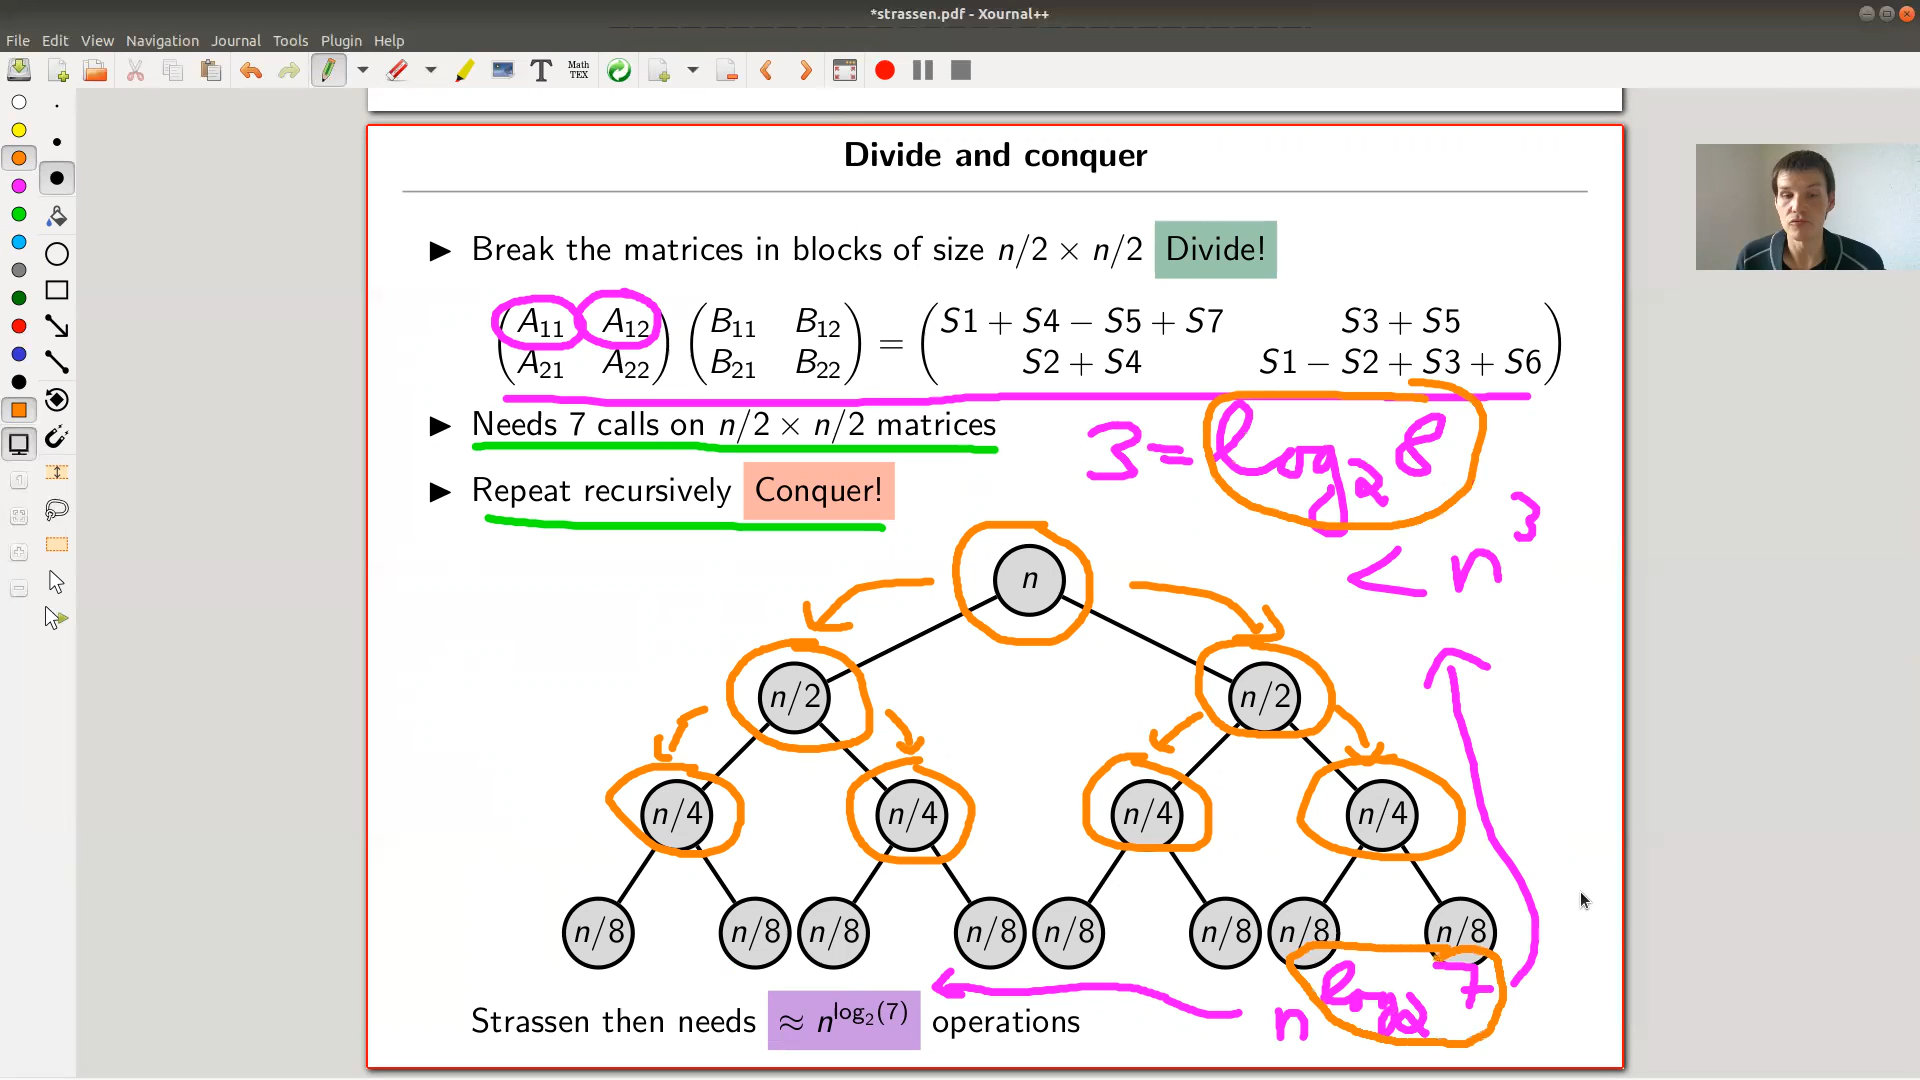 *strassen.pdf - Xournal++
File Edit View Navigation Journal Tools Plugin Help
T Math TEX
Divide and conquer
▶ Break the matrices in blocks of size n/2 × n/2 Divide!
(A₁₁ A₁₂) (B₁₁ B₁₂) = (S1 + S4 − S5 + S7 S3 + S5)
(A₂₁ A₂₂) (B₂₁ B₂₂) (S2 + S4 S1 − S2 + S3 + S6)
▶ Needs 7 calls on n/2 × n/2 matrices
3 = log₂ 8
▶ Repeat recursively Conquer!
< n³
n
n/2 n/2
n/4 n/4 n/4 n/4
n/8 n/8 n/8 n/8 n/8 n/8 n/8 n/8
Strassen then needs ≈ n^log₂(7) operations
n^log₂ 7